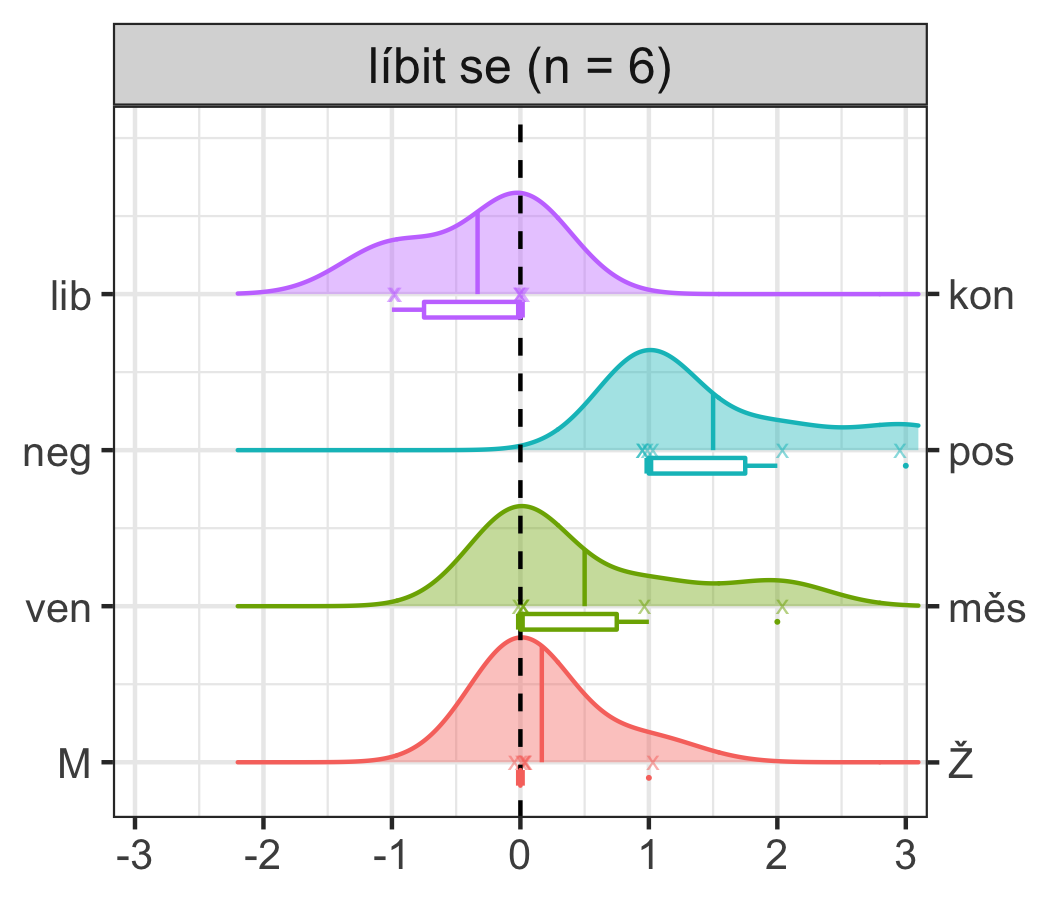 líbit se (n = 6)
lib kon
neg pos
ven měs
M Ž
-3 -2 -1 0 1 2 3